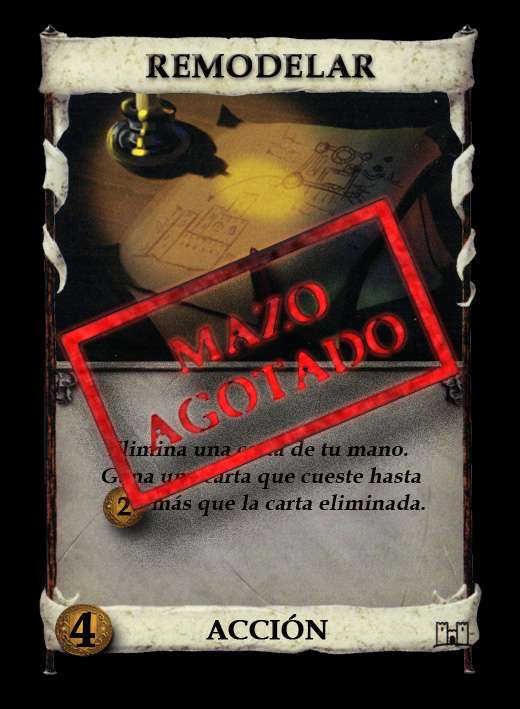 REMODELAR
MAZO
AGOTADO
Elimina una carta de tu mano.
Gana una carta que cueste hasta
2 más que la carta eliminada.
4 ACCIÓN